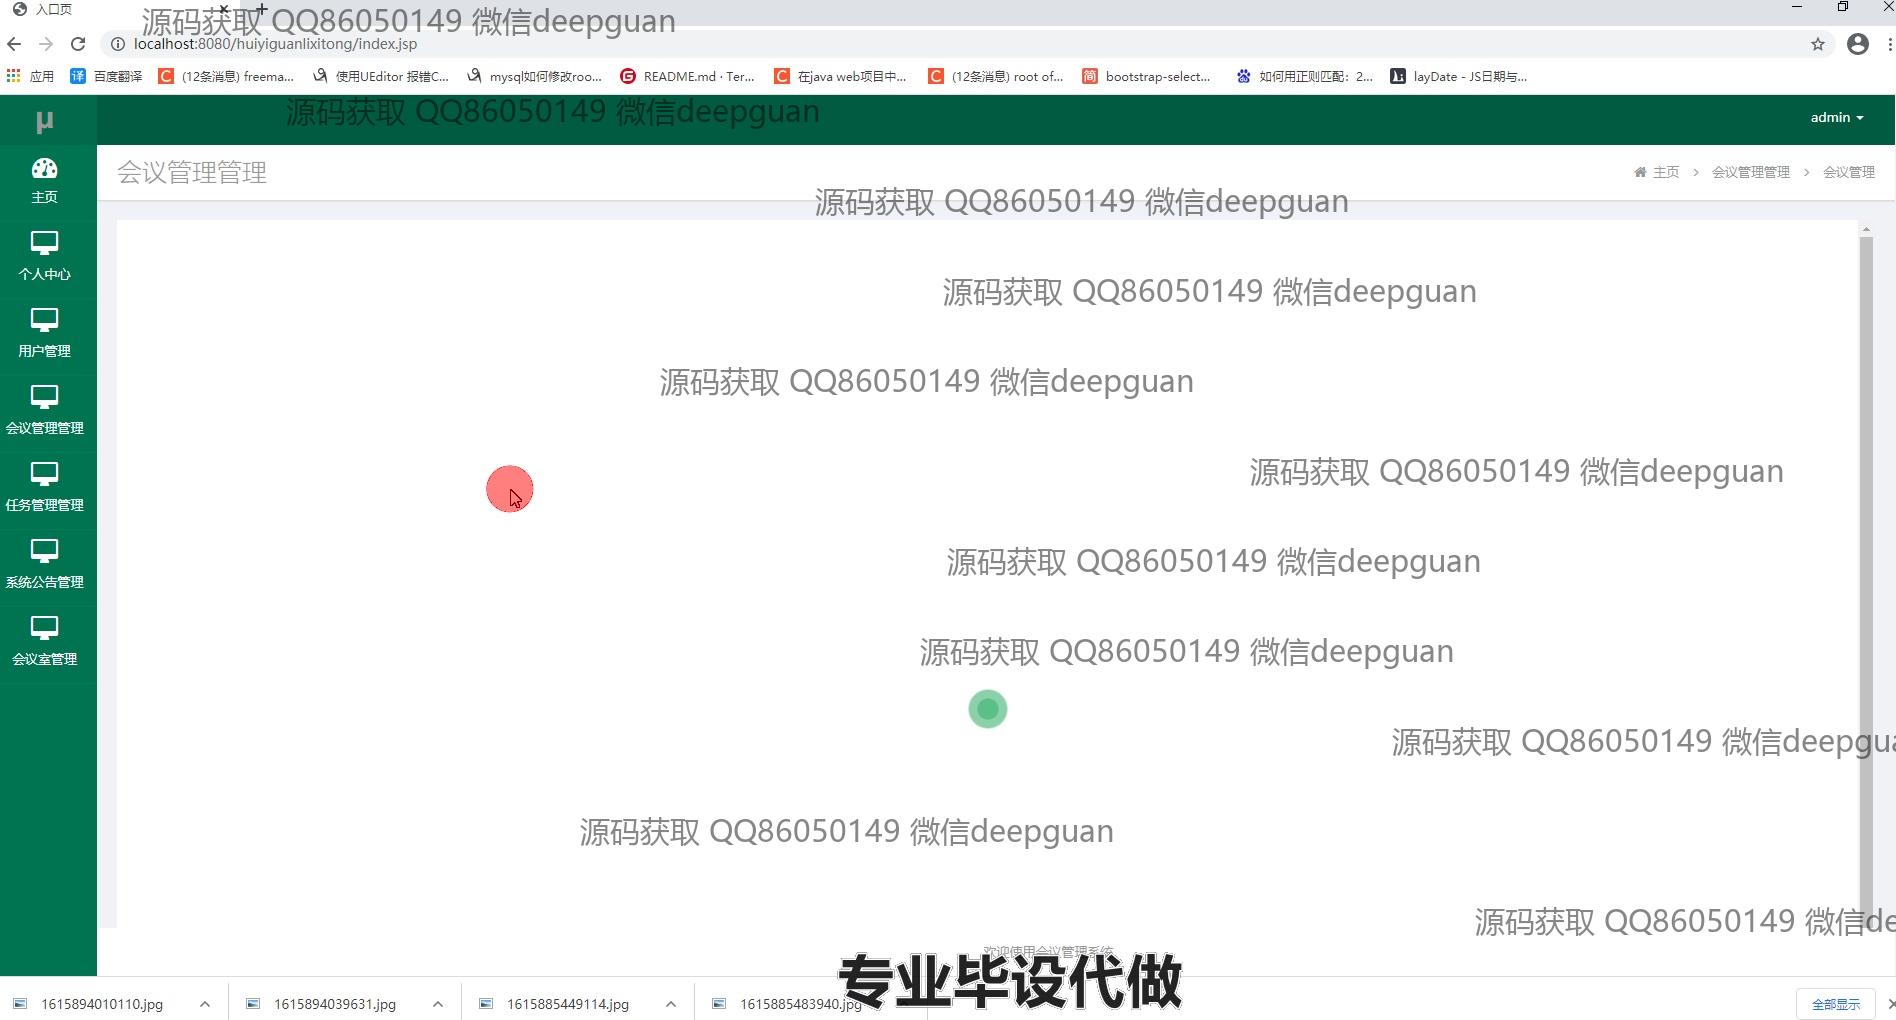 入口页
源码获取 QQ86050149 微信deepguan
localhost:8080/huiyiguanlixitong/index.jsp
应用 百度翻译 (12条消息) freema... 使用UEditor 报错C... mysql如何修改roo... README.md · Ter... 在java web项目中... (12条消息) root of... bootstrap-select... 如何用正则匹配：2... layDate - JS日期与...
源码获取 QQ86050149 微信deepguan
μ
admin
会议管理管理
主页 > 会议管理管理 > 会议管理
主页
源码获取 QQ86050149 微信deepguan
个人中心
源码获取 QQ86050149 微信deepguan
用户管理
源码获取 QQ86050149 微信deepguan
会议管理管理
源码获取 QQ86050149 微信deepguan
任务管理管理
源码获取 QQ86050149 微信deepguan
系统公告管理
源码获取 QQ86050149 微信deepguan
会议室管理
源码获取 QQ86050149 微信deepgua
源码获取 QQ86050149 微信deepguan
源码获取 QQ86050149 微信de
欢迎使用会议管理系统
专业毕设代做
1615894010110.jpg 1615894039631.jpg 1615885449114.jpg 1615885483940.jpg 全部显示